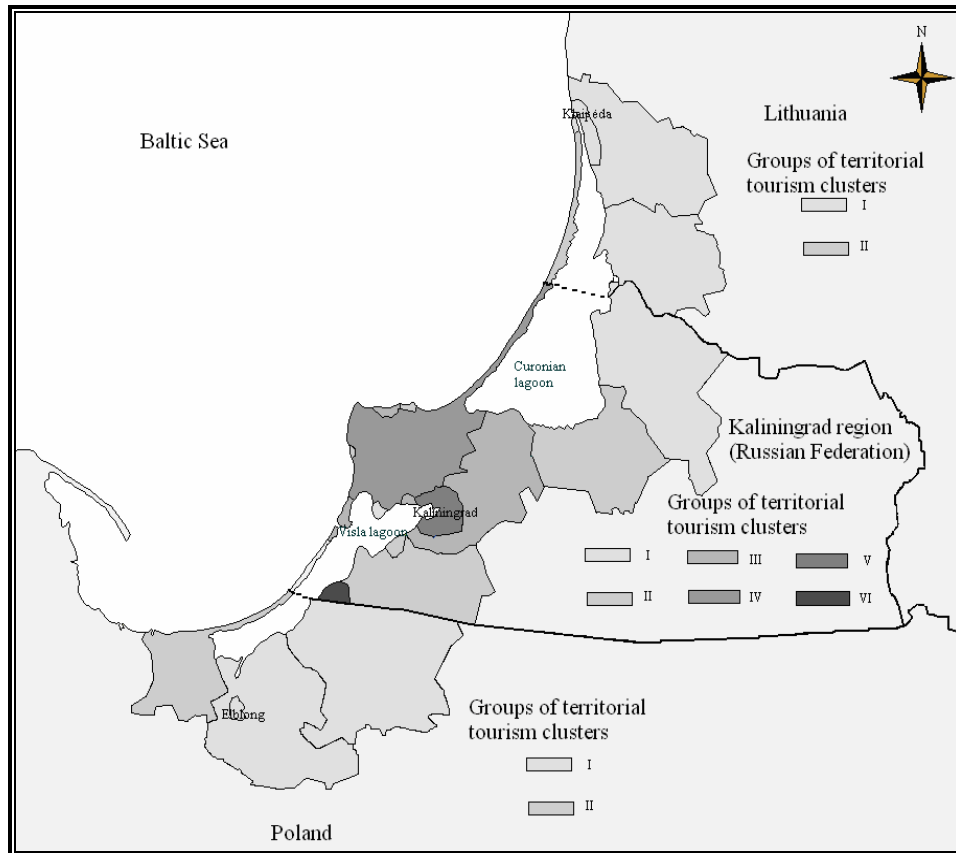 N
Klaipėda
Lithuania
Baltic Sea
Groups of territorial
tourism clusters
I
II
Curonian
lagoon
Kaliningrad region
(Russian Federation)
Kaliningrad
Visla lagoon
Groups of territorial
tourism clusters
I
III
V
II
IV
VI
Elblong
Groups of territorial
tourism clusters
I
II
Poland